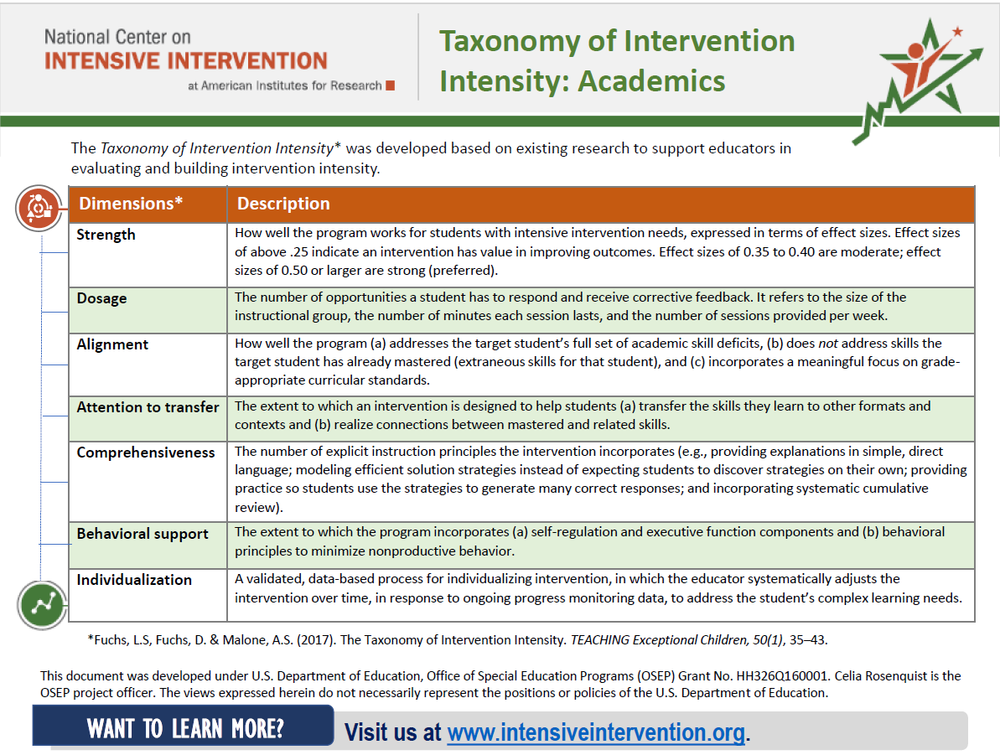 National Center on
INTENSIVE INTERVENTION
at American Institutes for Research
Taxonomy of Intervention
Intensity: Academics
The Taxonomy of Intervention Intensity* was developed based on existing research to support educators in
evaluating and building intervention intensity.
Dimensions* Description
Strength
How well the program works for students with intensive intervention needs, expressed in terms of effect sizes. Effect sizes
of above .25 indicate an intervention has value in improving outcomes. Effect sizes of 0.35 to 0.40 are moderate; effect
sizes of 0.50 or larger are strong (preferred).
Dosage
The number of opportunities a student has to respond and receive corrective feedback. It refers to the size of the
instructional group, the number of minutes each session lasts, and the number of sessions provided per week.
Alignment
How well the program (a) addresses the target student's full set of academic skill deficits, (b) does not address skills the
target student has already mastered (extraneous skills for that student), and (c) incorporates a meaningful focus on grade-
appropriate curricular standards.
Attention to transfer
The extent to which an intervention is designed to help students (a) transfer the skills they learn to other formats and
contexts and (b) realize connections between mastered and related skills.
Comprehensiveness
The number of explicit instruction principles the intervention incorporates (e.g., providing explanations in simple, direct
language; modeling efficient solution strategies instead of expecting students to discover strategies on their own; providing
practice so students use the strategies to generate many correct responses; and incorporating systematic cumulative
review).
Behavioral support
The extent to which the program incorporates (a) self-regulation and executive function components and (b) behavioral
principles to minimize nonproductive behavior.
Individualization
A validated, data-based process for individualizing intervention, in which the educator systematically adjusts the
intervention over time, in response to ongoing progress monitoring data, to address the student's complex learning needs.
*Fuchs, L.S, Fuchs, D. & Malone, A.S. (2017). The Taxonomy of Intervention Intensity. TEACHING Exceptional Children, 50(1), 35–43.
This document was developed under U.S. Department of Education, Office of Special Education Programs (OSEP) Grant No. HH326Q160001. Celia Rosenquist is the
OSEP project officer. The views expressed herein do not necessarily represent the positions or policies of the U.S. Department of Education.
WANT TO LEARN MORE?
Visit us at www.intensiveintervention.org.